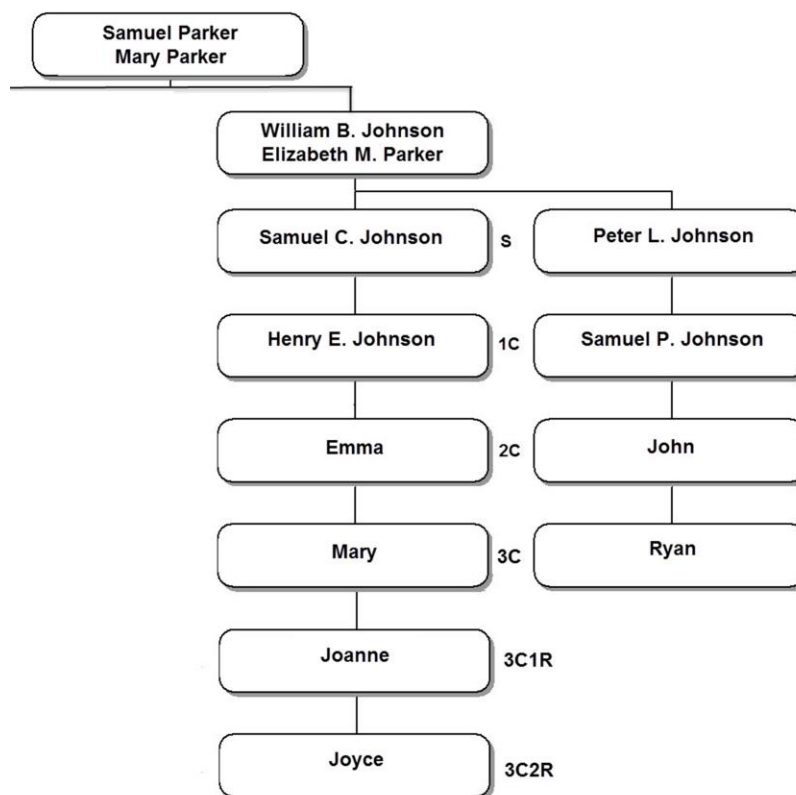 Samuel Parker
Mary Parker
William B. Johnson
Elizabeth M. Parker
Samuel C. Johnson
S
Peter L. Johnson
Henry E. Johnson
1C
Samuel P. Johnson
Emma
2C
John
Mary
3C
Ryan
Joanne
3C1R
Joyce
3C2R